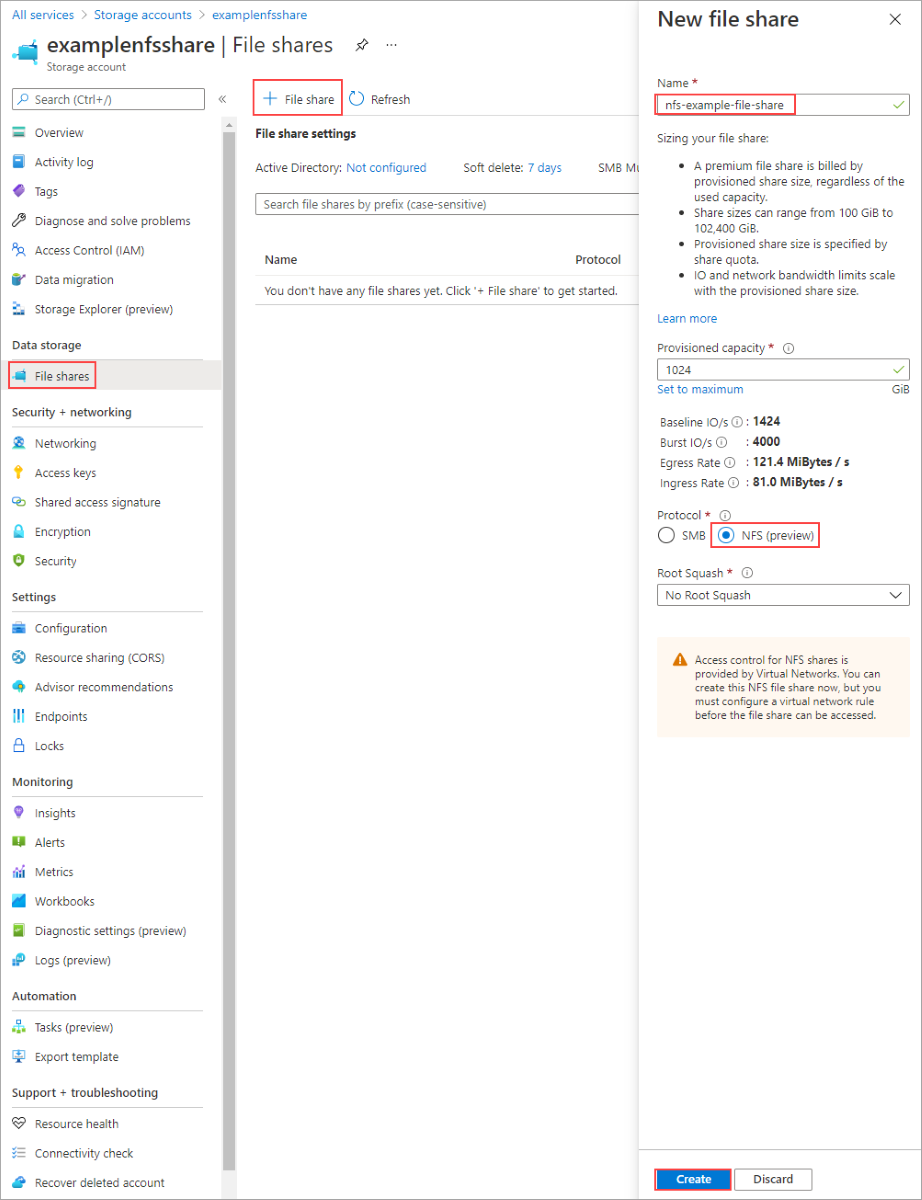 All services > Storage accounts > examplenfsshare
examplenfsshare | File shares
Storage account
Search (Ctrl+/)
Overview
Activity log
Tags
Diagnose and solve problems
Access Control (IAM)
Data migration
Storage Explorer (preview)
Data storage
File shares
Security + networking
Networking
Access keys
Shared access signature
Encryption
Security
Settings
Configuration
Resource sharing (CORS)
Advisor recommendations
Endpoints
Locks
Monitoring
Insights
Alerts
Metrics
Workbooks
Diagnostic settings (preview)
Logs (preview)
Automation
Tasks (preview)
Export template
Support + troubleshooting
Resource health
Connectivity check
Recover deleted account
+ File share Refresh
File share settings
Active Directory: Not configured Soft delete: 7 days SMB Mu
Search file shares by prefix (case-sensitive)
Name Protocol
You don't have any file shares yet. Click '+ File share' to get started.
New file share
Name *
nfs-example-file-share
Sizing your file share:
• A premium file share is billed by
provisioned share size, regardless of the
used capacity.
• Share sizes can range from 100 GiB to
102,400 GiB.
• Provisioned share size is specified by
share quota.
• IO and network bandwidth limits scale
with the provisioned share size.
Learn more
Provisioned capacity *
1024
Set to maximum GiB
Baseline IO/s : 1424
Burst IO/s : 4000
Egress Rate : 121.4 MiBytes / s
Ingress Rate : 81.0 MiBytes / s
Protocol *
SMB NFS (preview)
Root Squash *
No Root Squash
Access control for NFS shares is
provided by Virtual Networks. You can
create this NFS file share now, but you
must configure a virtual network rule
before the file share can be accessed.
Create Discard